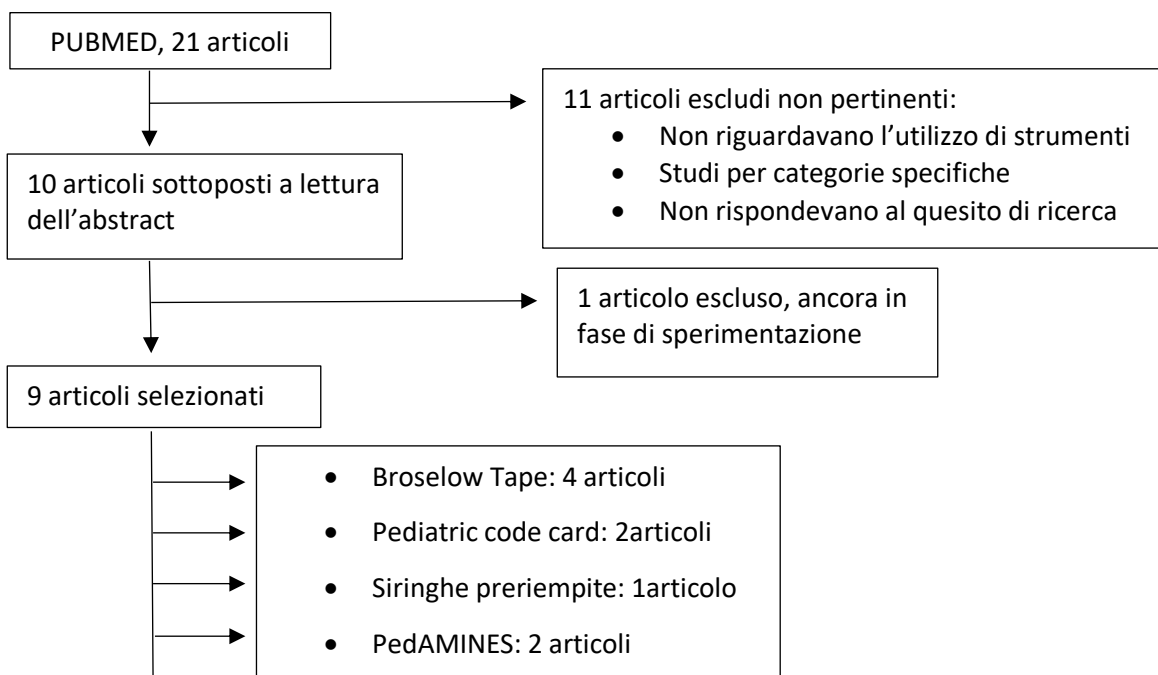 PUBMED, 21 articoli
11 articoli escludi non pertinenti:
• Non riguardavano l’utilizzo di strumenti
• Studi per categorie specifiche
• Non rispondevano al quesito di ricerca
10 articoli sottoposti a lettura
dell’abstract
1 articolo escluso, ancora in
fase di sperimentazione
9 articoli selezionati
• Broselow Tape: 4 articoli
• Pediatric code card: 2articoli
• Siringhe preriempite: 1articolo
• PedAMINES: 2 articoli